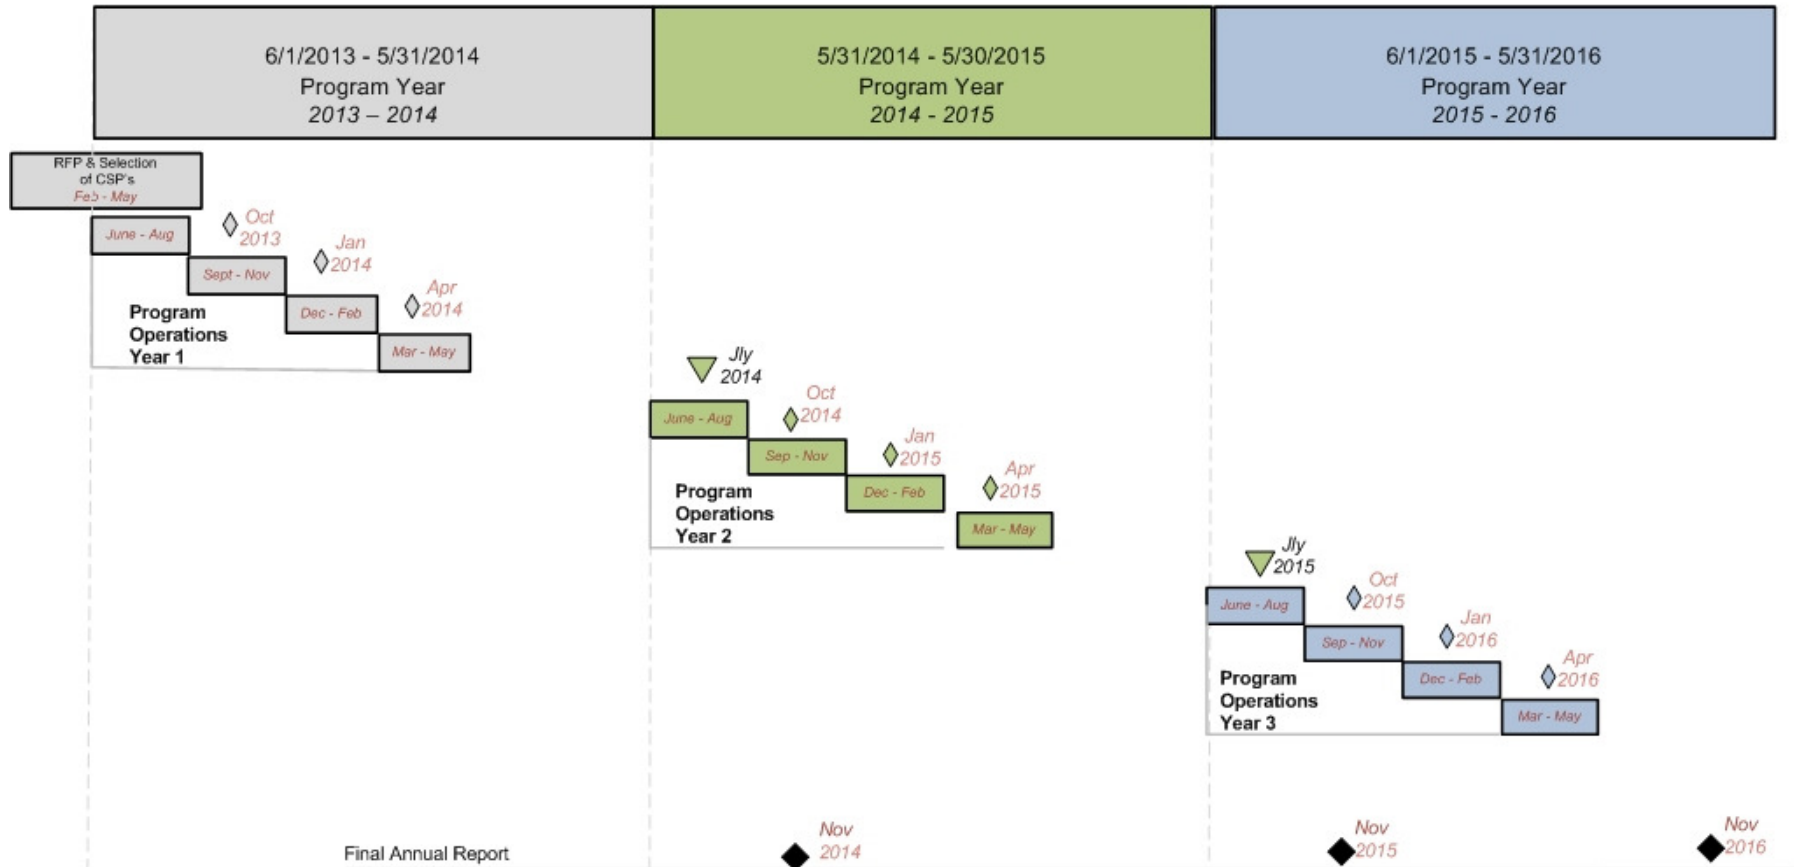 6/1/2013 - 5/31/2014
Program Year
2013 – 2014
5/31/2014 - 5/30/2015
Program Year
2014 - 2015
6/1/2015 - 5/31/2016
Program Year
2015 - 2016
RFP & Selection
of CSP's
Feb - May
June - Aug
Oct
2013
Sept - Nov
Jan
2014
Dec - Feb
Apr
2014
Mar - May
Program
Operations
Year 1
Jly
2014
June - Aug
Oct
2014
Sep - Nov
Jan
2015
Dec - Feb
Apr
2015
Mar - May
Program
Operations
Year 2
Jly
2015
June - Aug
Oct
2015
Sep - Nov
Jan
2016
Dec - Feb
Apr
2016
Mar - May
Program
Operations
Year 3
Final Annual Report
Nov
2014
Nov
2015
Nov
2016